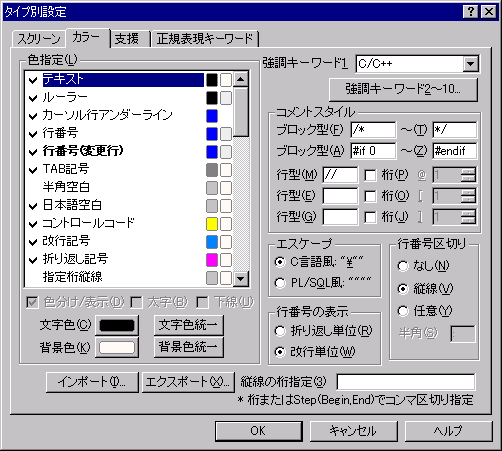 タイプ別設定
スクリーン カラー 支援 正規表現キーワード
色指定(L)
テキスト
ルーラー
カーソル行アンダーライン
行番号
行番号(変更行)
TAB記号
半角空白
日本語空白
コントロールコード
改行記号
折り返し記号
指定桁縦線
色分け/表示(D) 太字(B) 下線(U)
文字色(C) 文字色統一
背景色(K) 背景色統一
インポート(I)... エクスポート(X)...
強調キーワード1 C/C++
強調キーワード2～10...
コメントスタイル
ブロック型(F) /* ～(T) */
ブロック型(A) #if 0 ～(Z) #endif
行型(M) // 桁(P) @ 1
行型(E) 桁(O) [ 1
行型(G) 桁(J) ] 1
エスケープ
C言語風: "¥""
PL/SQL風: """"
行番号の表示
折り返し単位(R)
改行単位(W)
行番号区切り
なし(N)
縦線(V)
任意(Y)
半角(S) :
縦線の桁指定(3)
* 桁またはStep(Begin,End)でコンマ区切り指定
OK キャンセル ヘルプ